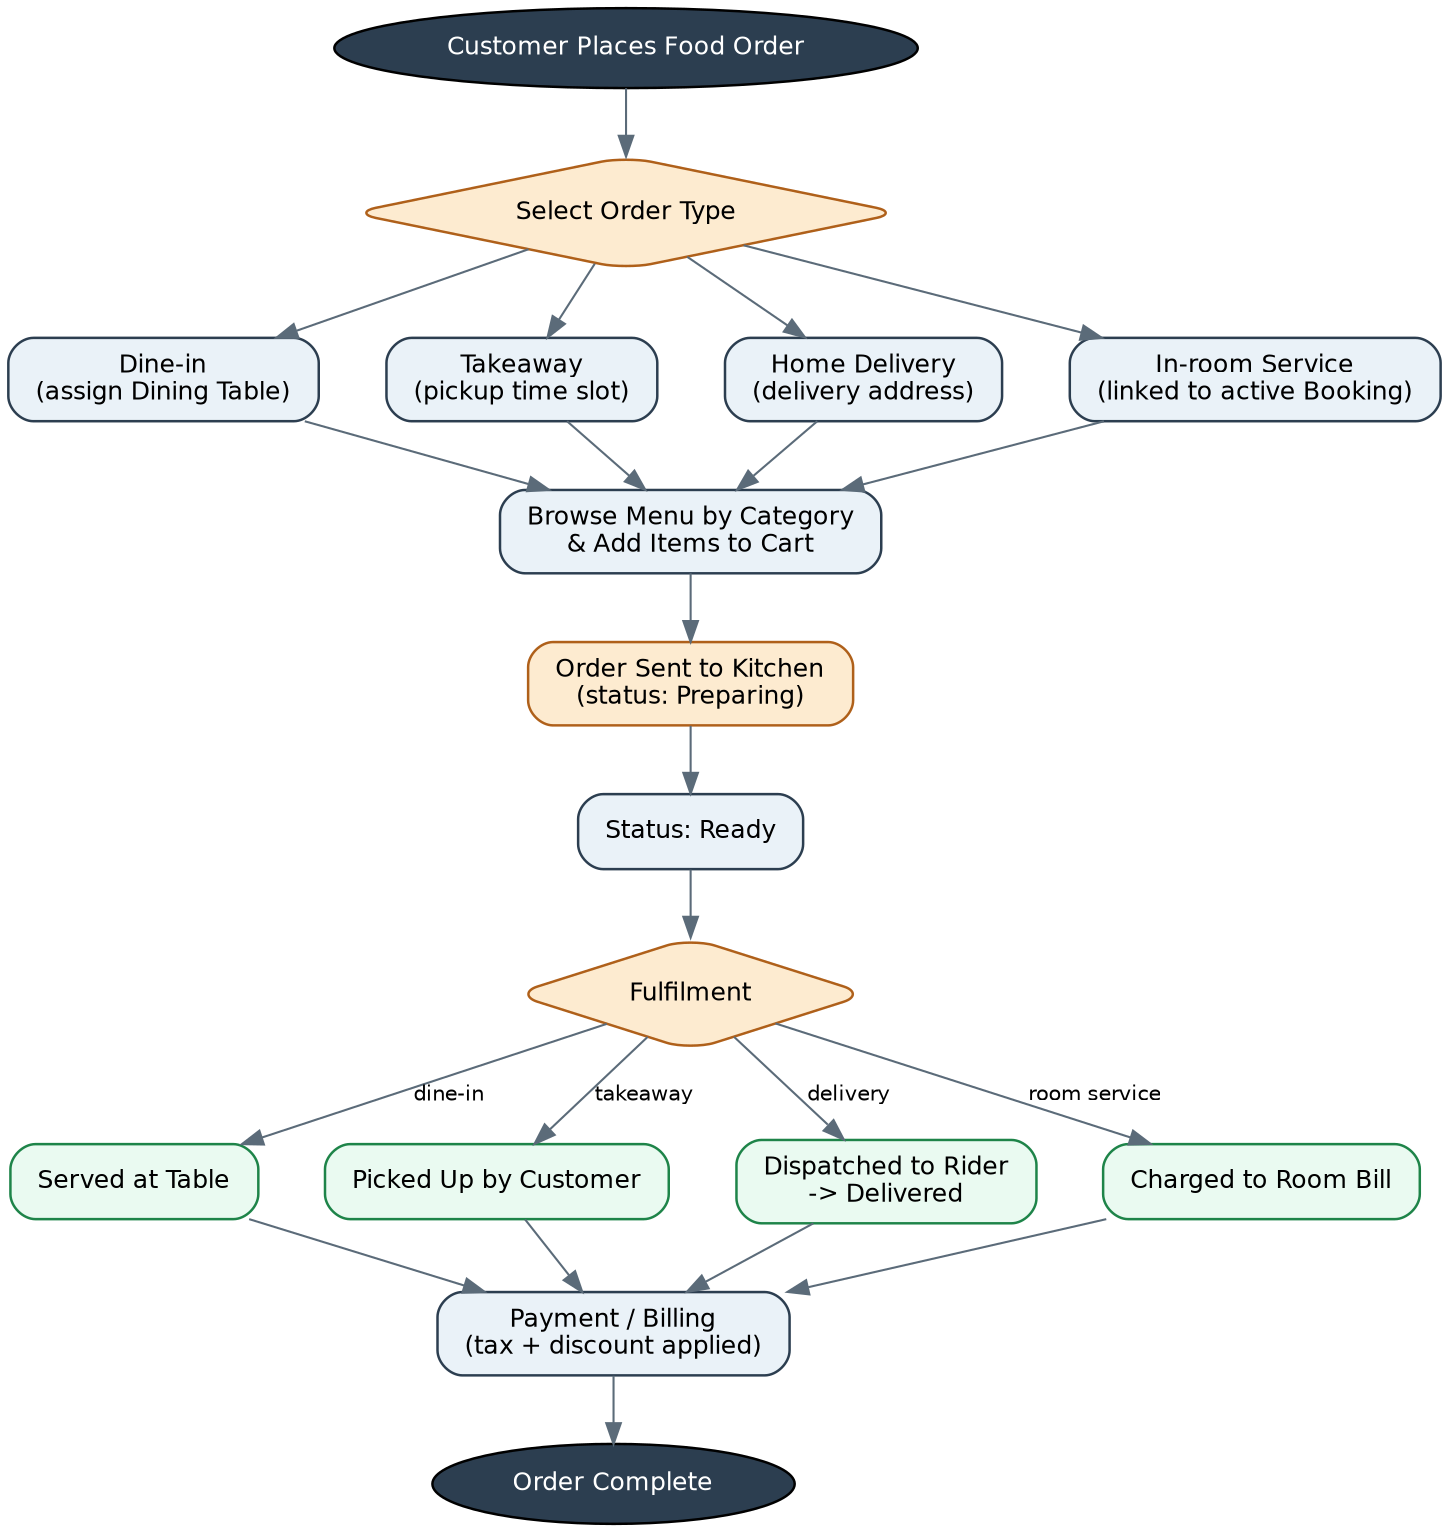 Customer Places Food Order
Select Order Type
Dine-in
(assign Dining Table)
Takeaway
(pickup time slot)
Home Delivery
(delivery address)
In-room Service
(linked to active Booking)
Browse Menu by Category
& Add Items to Cart
Order Sent to Kitchen
(status: Preparing)
Status: Ready
Fulfilment
dine-in
takeaway
delivery
room service
Served at Table
Picked Up by Customer
Dispatched to Rider
-> Delivered
Charged to Room Bill
Payment / Billing
(tax + discount applied)
Order Complete